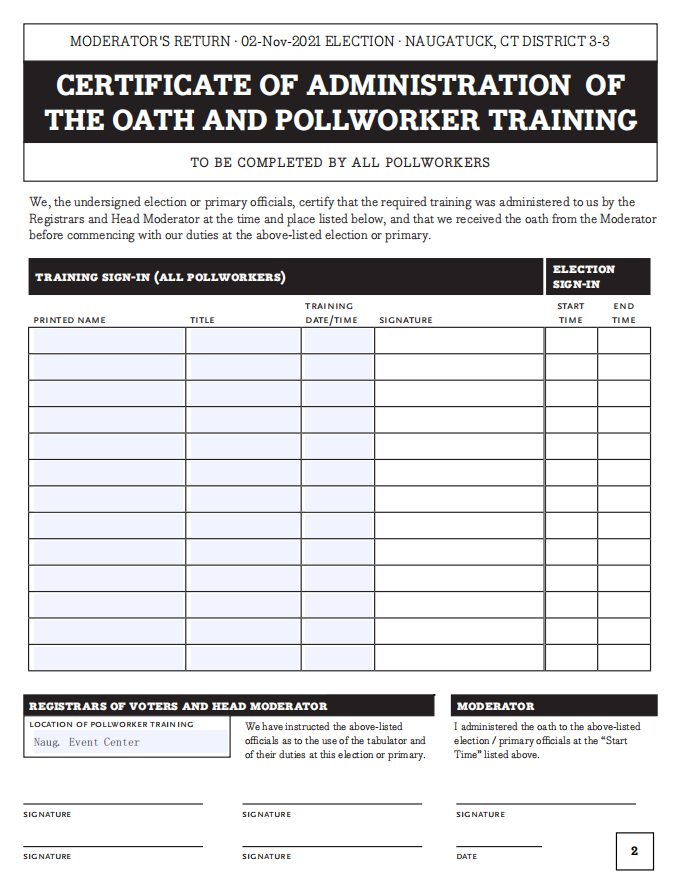 MODERATOR'S RETURN · 02-Nov-2021 ELECTION · NAUGATUCK, CT DISTRICT 3-3
CERTIFICATE OF ADMINISTRATION OF
THE OATH AND POLLWORKER TRAINING
TO BE COMPLETED BY ALL POLLWORKERS
We, the undersigned election or primary officials, certify that the required training was administered to us by the
Registrars and Head Moderator at the time and place listed below, and that we received the oath from the Moderator
before commencing with our duties at the above-listed election or primary.
TRAINING SIGN-IN (ALL POLLWORKERS)
ELECTION
SIGN-IN
PRINTED NAME
TITLE
TRAINING
DATE/TIME
SIGNATURE
START
TIME
END
TIME
REGISTRARS OF VOTERS AND HEAD MODERATOR
LOCATION OF POLLWORKER TRAINING
Naug. Event Center
We have instructed the above-listed
officials as to the use of the tabulator and
of their duties at this election or primary.
MODERATOR
I administered the oath to the above-listed
election / primary officials at the “Start
Time” listed above.
SIGNATURE
SIGNATURE
SIGNATURE
SIGNATURE
SIGNATURE
DATE
2